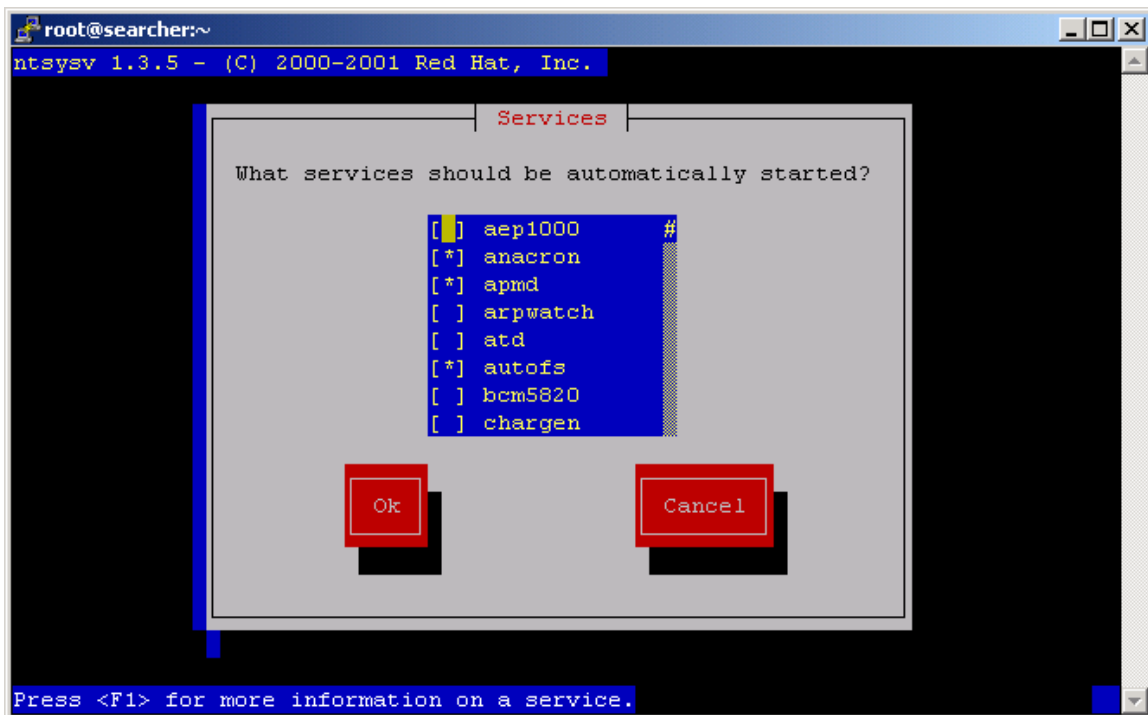 root@searcher:~
ntsysv 1.3.5 - (C) 2000-2001 Red Hat, Inc.
Services
What services should be automatically started?
[ ] aep1000 #
[*] anacron
[*] apmd
[ ] arpwatch
[ ] atd
[*] autofs
[ ] bcm5820
[ ] chargen
Ok Cancel
Press <F1> for more information on a service.